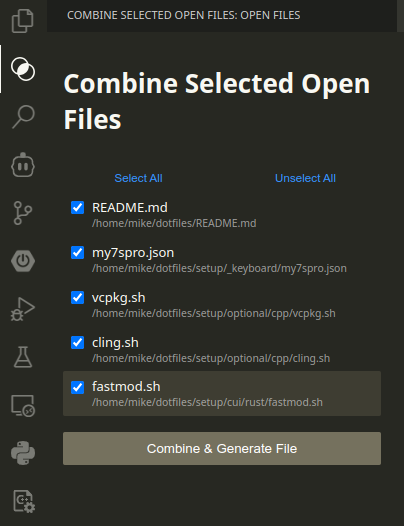 COMBINE SELECTED OPEN FILES: OPEN FILES
Combine Selected Open
Files
Select All
Unselect All
README.md
/home/mike/dotfiles/README.md
my7spro.json
/home/mike/dotfiles/setup/_keyboard/my7spro.json
vcpkg.sh
/home/mike/dotfiles/setup/optional/cpp/vcpkg.sh
cling.sh
/home/mike/dotfiles/setup/optional/cpp/cling.sh
fastmod.sh
/home/mike/dotfiles/setup/cui/rust/fastmod.sh
Combine & Generate File